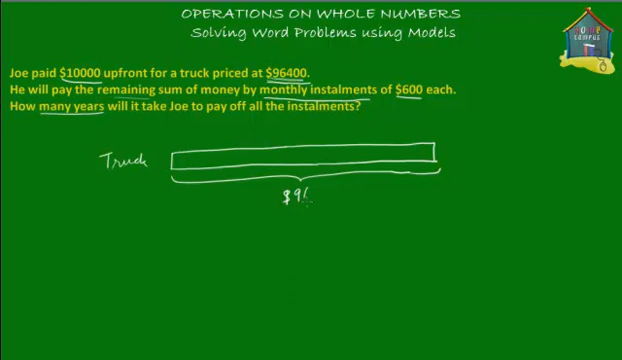 OPERATIONS ON WHOLE NUMBERS
Solving Word Problems using Models
Joe paid $10000 upfront for a truck priced at $96400.
He will pay the remaining sum of money by monthly instalments of $600 each.
How many years will it take Joe to pay off all the instalments?
Truck